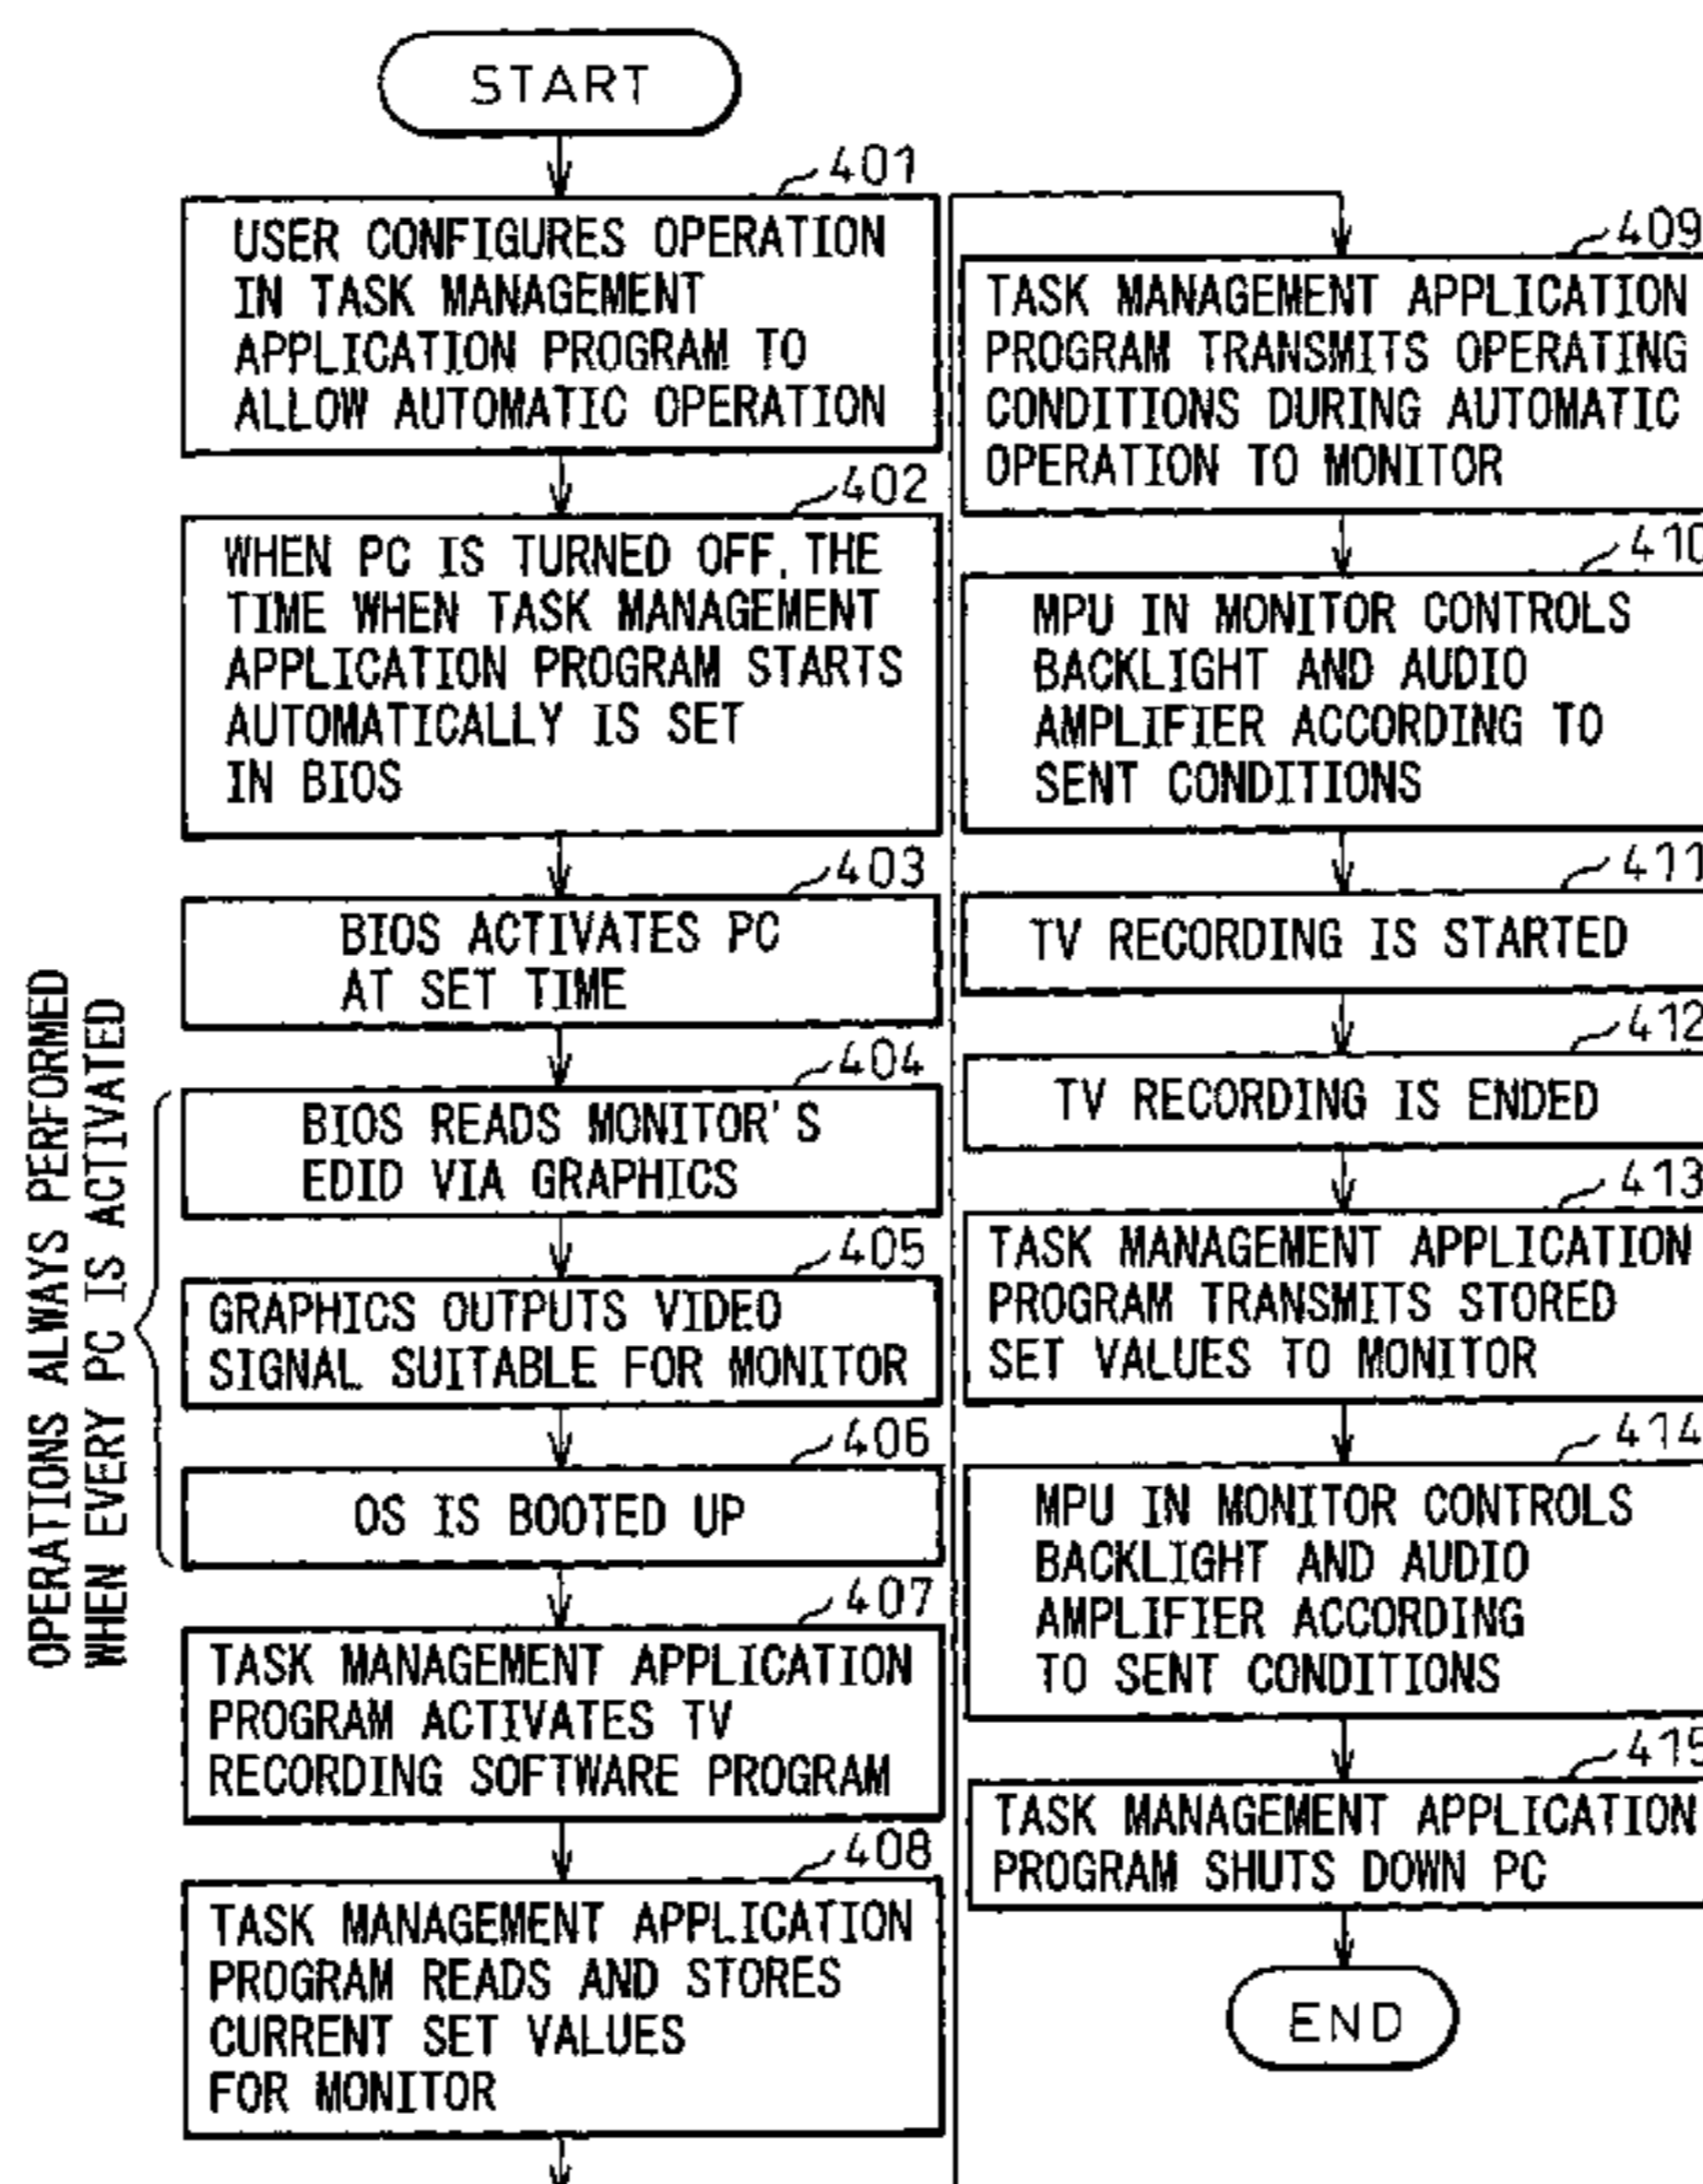 START
401
USER CONFIGURES OPERATION
IN TASK MANAGEMENT
APPLICATION PROGRAM TO
ALLOW AUTOMATIC OPERATION
402
WHEN PC IS TURNED OFF, THE
TIME WHEN TASK MANAGEMENT
APPLICATION PROGRAM STARTS
AUTOMATICALLY IS SET
IN BIOS
403
BIOS ACTIVATES PC
AT SET TIME
OPERATIONS ALWAYS PERFORMED
WHEN EVERY PC IS ACTIVATED
404
BIOS READS MONITOR'S
EDID VIA GRAPHICS
405
GRAPHICS OUTPUTS VIDEO
SIGNAL SUITABLE FOR MONITOR
406
OS IS BOOTED UP
407
TASK MANAGEMENT APPLICATION
PROGRAM ACTIVATES TV
RECORDING SOFTWARE PROGRAM
408
TASK MANAGEMENT APPLICATION
PROGRAM READS AND STORES
CURRENT SET VALUES
FOR MONITOR
409
TASK MANAGEMENT APPLICATION
PROGRAM TRANSMITS OPERATING
CONDITIONS DURING AUTOMATIC
OPERATION TO MONITOR
410
MPU IN MONITOR CONTROLS
BACKLIGHT AND AUDIO
AMPLIFIER ACCORDING TO
SENT CONDITIONS
411
TV RECORDING IS STARTED
412
TV RECORDING IS ENDED
413
TASK MANAGEMENT APPLICATION
PROGRAM TRANSMITS STORED
SET VALUES TO MONITOR
414
MPU IN MONITOR CONTROLS
BACKLIGHT AND AUDIO
AMPLIFIER ACCORDING
TO SENT CONDITIONS
415
TASK MANAGEMENT APPLICATION
PROGRAM SHUTS DOWN PC
END